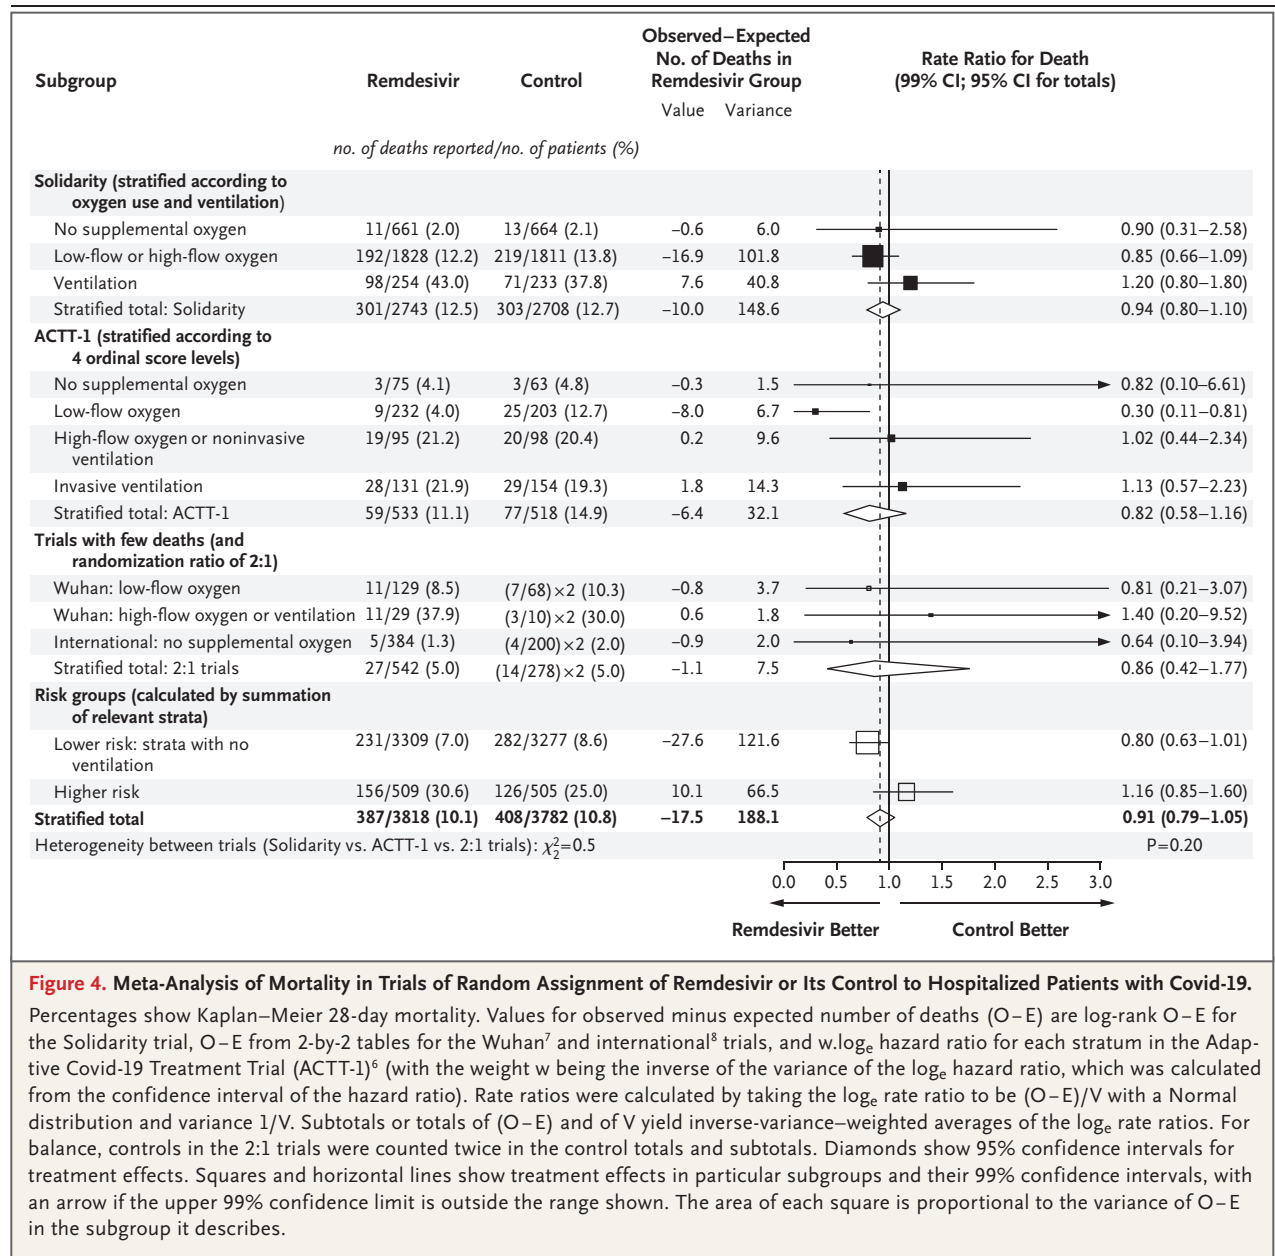 Observed–Expected
No. of Deaths in
Remdesivir Group
Rate Ratio for Death
(99% CI; 95% CI for totals)
Subgroup Remdesivir Control
Value Variance
no. of deaths reported/no. of patients (%)
Solidarity (stratified according to
oxygen use and ventilation)
No supplemental oxygen 11/661 (2.0) 13/664 (2.1) −0.6 6.0 0.90 (0.31–2.58)
Low-flow or high-flow oxygen 192/1828 (12.2) 219/1811 (13.8) −16.9 101.8 0.85 (0.66–1.09)
Ventilation 98/254 (43.0) 71/233 (37.8) 7.6 40.8 1.20 (0.80–1.80)
Stratified total: Solidarity 301/2743 (12.5) 303/2708 (12.7) −10.0 148.6 0.94 (0.80–1.10)
ACTT-1 (stratified according to
4 ordinal score levels)
No supplemental oxygen 3/75 (4.1) 3/63 (4.8) −0.3 1.5 0.82 (0.10–6.61)
Low-flow oxygen 9/232 (4.0) 25/203 (12.7) −8.0 6.7 0.30 (0.11–0.81)
High-flow oxygen or noninvasive 19/95 (21.2) 20/98 (20.4) 0.2 9.6 1.02 (0.44–2.34)
ventilation
Invasive ventilation 28/131 (21.9) 29/154 (19.3) 1.8 14.3 1.13 (0.57–2.23)
Stratified total: ACTT-1 59/533 (11.1) 77/518 (14.9) −6.4 32.1 0.82 (0.58–1.16)
Trials with few deaths (and
randomization ratio of 2:1)
Wuhan: low-flow oxygen 11/129 (8.5) (7/68)×2 (10.3) −0.8 3.7 0.81 (0.21–3.07)
Wuhan: high-flow oxygen or ventilation 11/29 (37.9) (3/10)×2 (30.0) 0.6 1.8 1.40 (0.20–9.52)
International: no supplemental oxygen 5/384 (1.3) (4/200)×2 (2.0) −0.9 2.0 0.64 (0.10–3.94)
Stratified total: 2:1 trials 27/542 (5.0) (14/278)×2 (5.0) −1.1 7.5 0.86 (0.42–1.77)
Risk groups (calculated by summation
of relevant strata)
Lower risk: strata with no 231/3309 (7.0) 282/3277 (8.6) −27.6 121.6 0.80 (0.63–1.01)
ventilation
Higher risk 156/509 (30.6) 126/505 (25.0) 10.1 66.5 1.16 (0.85–1.60)
Stratified total 387/3818 (10.1) 408/3782 (10.8) −17.5 188.1 0.91 (0.79–1.05)
Heterogeneity between trials (Solidarity vs. ACTT-1 vs. 2:1 trials): χ²₂=0.5 P=0.20
0.0 0.5 1.0 1.5 2.0 2.5 3.0
Remdesivir Better Control Better
Figure 4. Meta-Analysis of Mortality in Trials of Random Assignment of Remdesivir or Its Control to Hospitalized Patients with Covid-19.
Percentages show Kaplan–Meier 28-day mortality. Values for observed minus expected number of deaths (O−E) are log-rank O−E for
the Solidarity trial, O−E from 2-by-2 tables for the Wuhan⁷ and international⁸ trials, and w.logₑ hazard ratio for each stratum in the Adap-
tive Covid-19 Treatment Trial (ACTT-1)⁶ (with the weight w being the inverse of the variance of the logₑ hazard ratio, which was calculated
from the confidence interval of the hazard ratio). Rate ratios were calculated by taking the logₑ rate ratio to be (O−E)/V with a Normal
distribution and variance 1/V. Subtotals or totals of (O−E) and of V yield inverse-variance–weighted averages of the logₑ rate ratios. For
balance, controls in the 2:1 trials were counted twice in the control totals and subtotals. Diamonds show 95% confidence intervals for
treatment effects. Squares and horizontal lines show treatment effects in particular subgroups and their 99% confidence intervals, with
an arrow if the upper 99% confidence limit is outside the range shown. The area of each square is proportional to the variance of O−E
in the subgroup it describes.